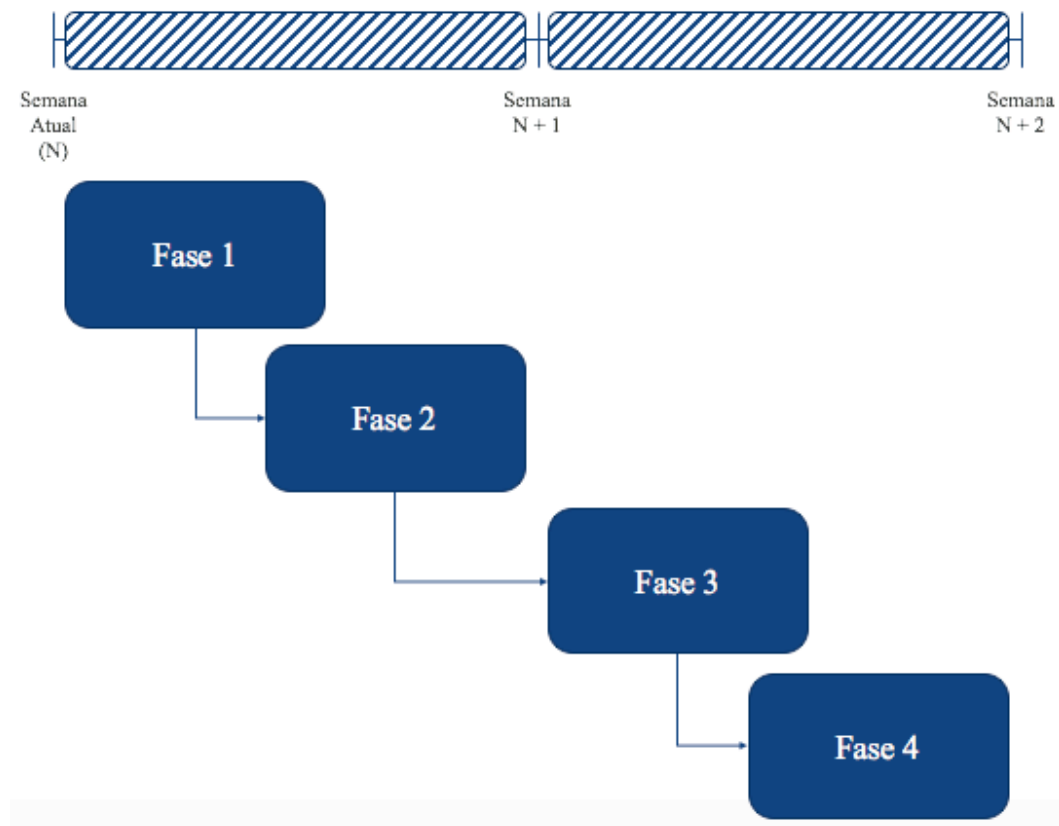 Semana
Atual
(N)
Semana
N + 1
Semana
N + 2
Fase 1
Fase 2
Fase 3
Fase 4